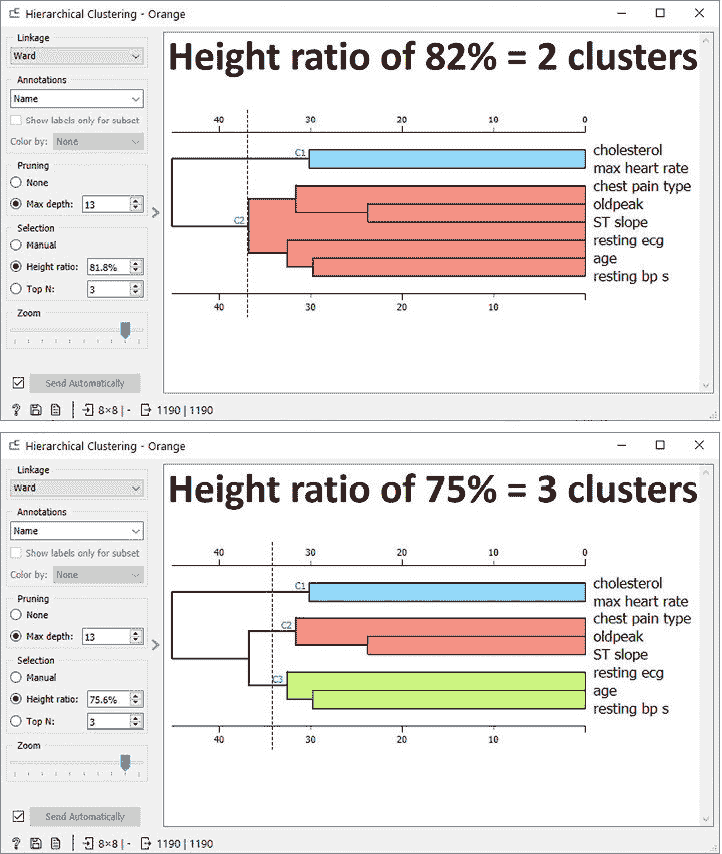 Hierarchical Clustering - Orange
Linkage
Ward
Annotations
Name
Show labels only for subset
Color by: None
Pruning
None
Max depth: 13
Selection
Manual
Height ratio: 81.8%
Top N: 3
Zoom
Send Automatically
Height ratio of 82% = 2 clusters
40 30 20 10 0
C1
C2
cholesterol
max heart rate
chest pain type
oldpeak
ST slope
resting ecg
age
resting bp s
40 30 20 10
? 8×8 | - 1190 | 1190
Hierarchical Clustering - Orange
Linkage
Ward
Annotations
Name
Show labels only for subset
Color by: None
Pruning
None
Max depth: 13
Selection
Manual
Height ratio: 75.6%
Top N: 3
Zoom
Send Automatically
Height ratio of 75% = 3 clusters
40 30 20 10 0
C1
C2
C3
cholesterol
max heart rate
chest pain type
oldpeak
ST slope
resting ecg
age
resting bp s
40 30 20 10
? 8×8 | - 1190 | 1190